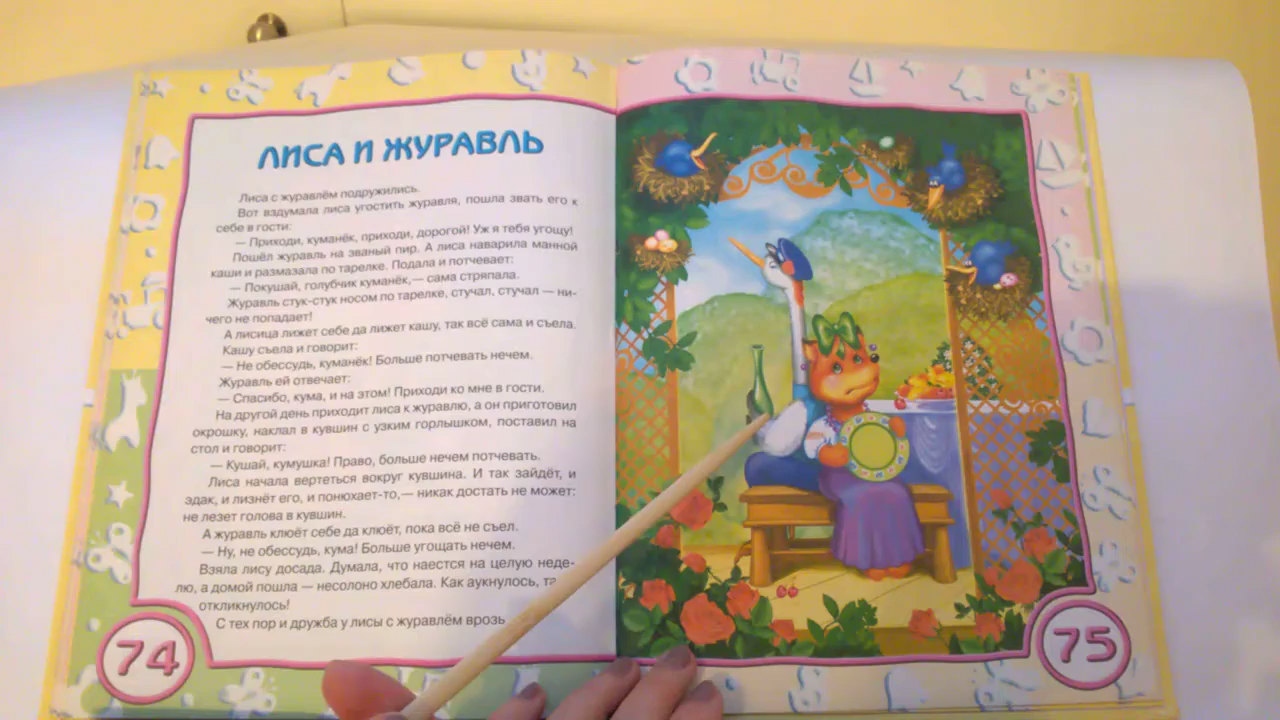 ЛИСА И ЖУРАВЛЬ
Лиса с журавлём подружились.
Вот вздумала лиса угостить журавля, пошла звать его к
себе в гости:
— Приходи, куманёк, приходи, дорогой! Уж я тебя угощу!
Пошёл журавль на званый пир. А лиса наварила манной
каши и размазала по тарелке. Подала и потчевает:
— Покушай, голубчик куманёк,— сама стряпала.
Журавль стук-стук носом по тарелке, стучал, стучал — ни-
чего не попадает!
А лисица лижет себе да лижет кашу, так всё сама и съела.
Кашу съела и говорит:
— Не обессудь, куманёк! Больше потчевать нечем.
Журавль ей отвечает:
— Спасибо, кума, и на этом! Приходи ко мне в гости.
На другой день приходит лиса к журавлю, а он приготовил
окрошку, наклал в кувшин с узким горлышком, поставил на
стол и говорит:
— Кушай, кумушка! Право, больше нечем потчевать.
Лиса начала вертеться вокруг кувшина. И так зайдёт, и
эдак, и лизнёт его, и понюхает-то,— никак достать не может:
не лезет голова в кувшин.
А журавль клюёт себе да клюёт, пока всё не съел.
— Ну, не обессудь, кума! Больше угощать нечем.
Взяла лису досада. Думала, что наестся на целую неде-
лю, а домой пошла — несолоно хлебала. Как аукнулось,
откликнулось!
С тех пор и дружба у лисы с журавлём врозь
74
75